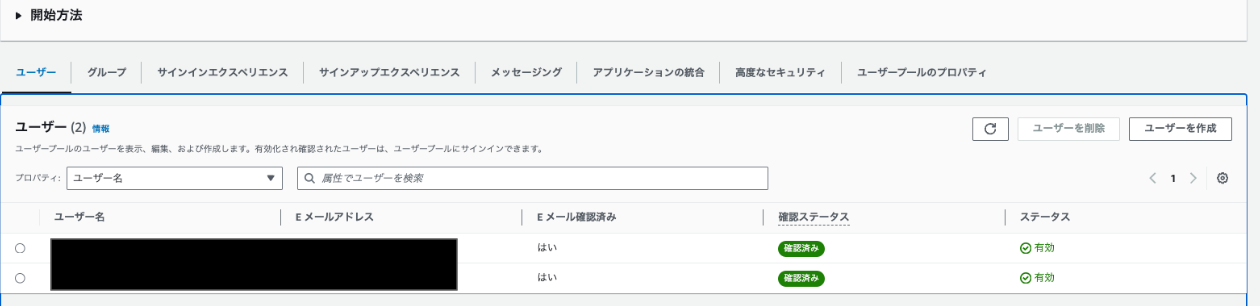 開始方法
ユーザー グループ サインインエクスペリエンス サインアップエクスペリエンス メッセージング アプリケーションの統合 高度なセキュリティ ユーザープールのプロパティ
ユーザー (2) 情報 ユーザーを削除 ユーザーを作成
ユーザープールのユーザーを表示、編集、および作成します。有効化され確認されたユーザーは、ユーザープールにサインインできます。
プロパティ: ユーザー名 属性でユーザーを検索 1
ユーザー名 E メールアドレス E メール確認済み 確認ステータス ステータス
はい 確認済み 有効
はい 確認済み 有効